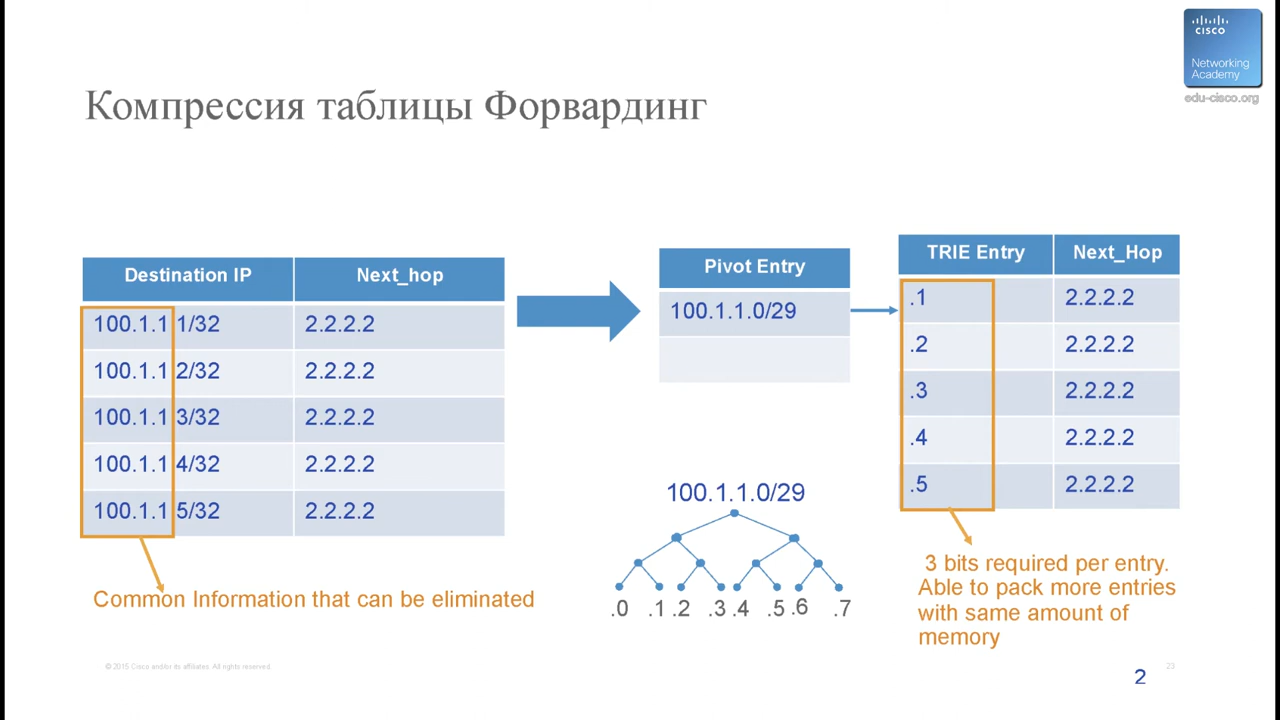 CISCO
Networking
Academy
edu-cisco.org
Компрессия таблицы Форвардинг
Destination IP Next_hop
100.1.1 1/32 2.2.2.2
100.1.1 2/32 2.2.2.2
100.1.1 3/32 2.2.2.2
100.1.1 4/32 2.2.2.2
100.1.1 5/32 2.2.2.2
Common Information that can be eliminated
Pivot Entry
100.1.1.0/29
100.1.1.0/29
.0 .1 .2 .3 .4 .5 .6 .7
TRIE Entry Next_Hop
.1 2.2.2.2
.2 2.2.2.2
.3 2.2.2.2
.4 2.2.2.2
.5 2.2.2.2
3 bits required per entry.
Able to pack more entries
with same amount of
memory
© 2015 Cisco and/or its affiliates. All rights reserved.
23
2